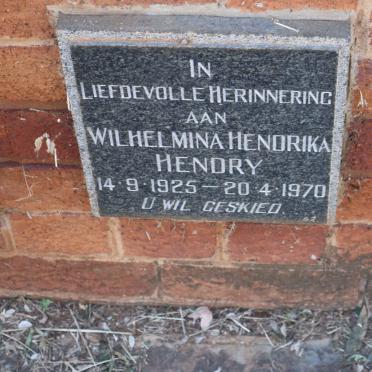 IN
LIEFDEVOLLE HERINNERING
AAN
WILHELMINA HENDRIKA
HENDRY
14·9·1925 — 20·4·1970
U WIL GESKIED.